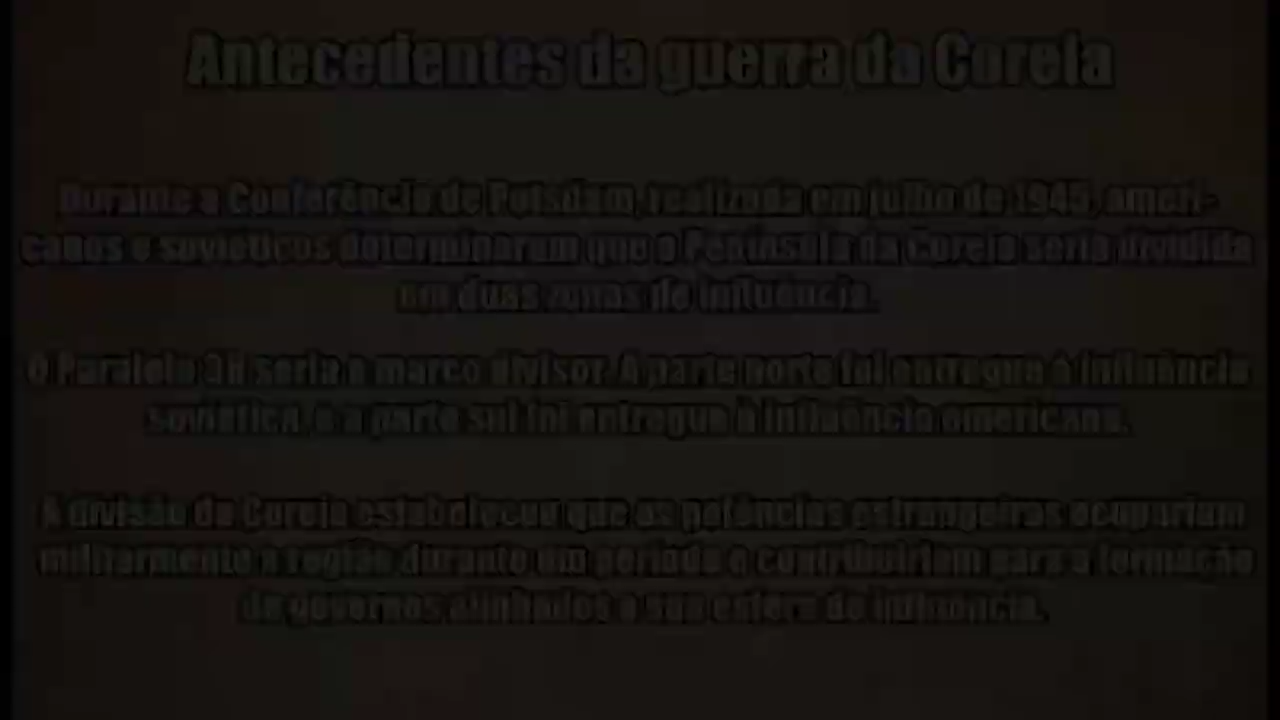 Antecedentes da guerra da Coreia
Durante a Conferência de Potsdam, realizada em julho de 1945, ameri-
canos e soviéticos determinaram que a Península da Coreia seria dividida
em duas zonas de influência.
O Paralelo 38 seria o marco divisor. A parte norte foi entregue à influência
soviética, e a parte sul foi entregue à influência americana.
A divisão da Coreia estabeleceu que as potências estrangeiras ocupariam
militarmente a região durante um período e contribuiriam para a formação
de governos alinhados a sua esfera de influência.